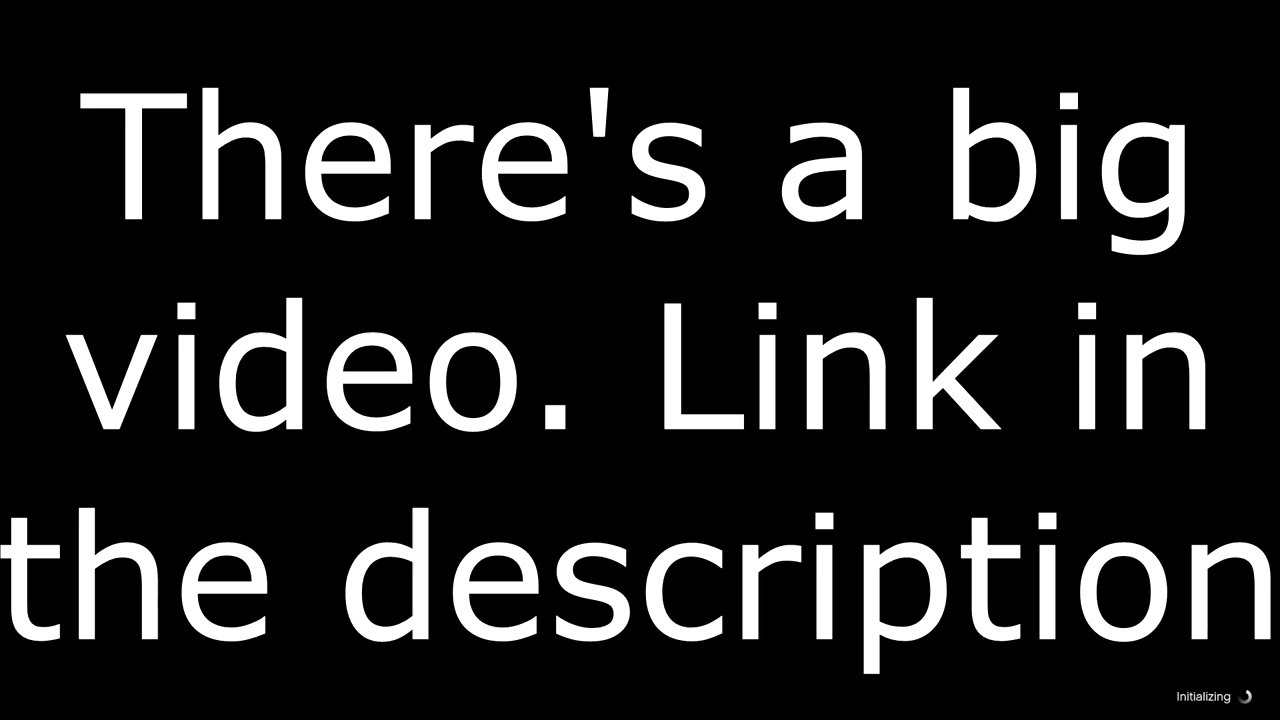 There's a big
video. Link in
the description
Initializing